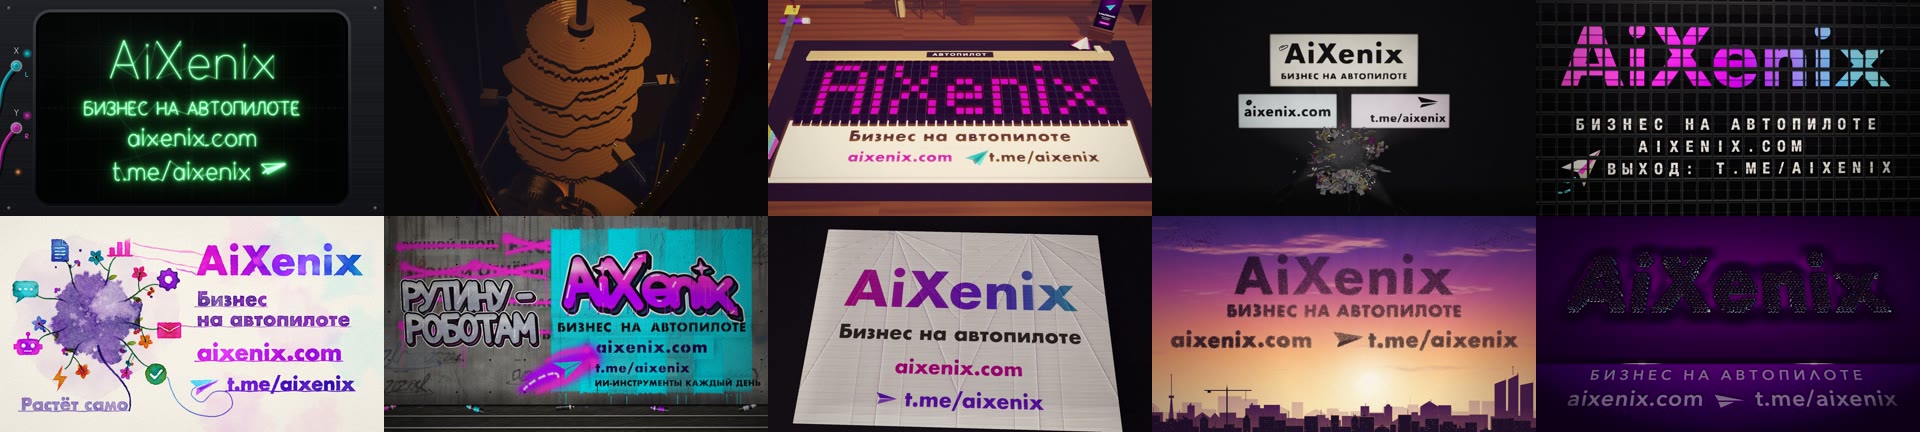 X
L
Y
R
AiXenix
БИЗНЕС НА АВТОПИЛОТЕ
aixenix.com
t.me/aixenix
АВТОПИЛОТ
AiXenix
Бизнес на автопилоте
aixenix.com
t.me/aixenix
AiXenix
БИЗНЕС НА АВТОПИЛОТЕ
aixenix.com
t.me/aixenix
AiXenix
БИЗНЕС НА АВТОПИЛОТЕ
AIXENIX.COM
ВЫХОД: T.ME/AIXENIX
AiXenix
Бизнес
на автопилоте
aixenix.com
t.me/aixenix
Растёт само
РУТИНУ –
РОБОТАМ
AiXenix
БИЗНЕС НА АВТОПИЛОТЕ
aixenix.com
t.me/aixenix
ИИ-ИНСТРУМЕНТЫ КАЖДЫЙ ДЕНЬ
AiXenix
Бизнес на автопилоте
aixenix.com
t.me/aixenix
AiXenix
БИЗНЕС НА АВТОПИЛОТЕ
aixenix.com
t.me/aixenix
AiXenix
БИЗНЕС НА АВТОПИЛОТЕ
aixenix.com
t.me/aixenix